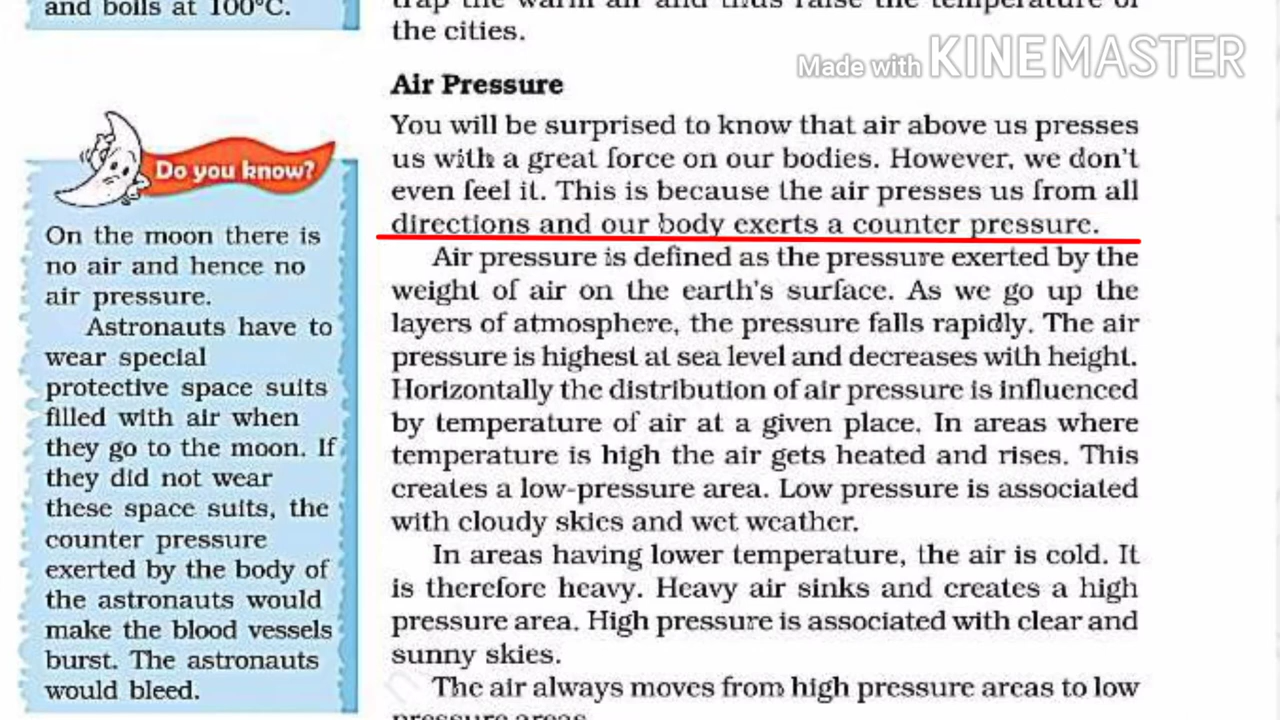 and boils at 100°C.
On the moon there is
no air and hence no
air pressure.
Astronauts have to
wear special
protective space suits
filled with air when
they go to the moon. If
they did not wear
these space suits, the
counter pressure
exerted by the body of
the astronauts would
make the blood vessels
burst. The astronauts
would bleed.
Do you know?
trap the warm air and thus raise the temperature of
the cities.
Made with KINEMASTER
Air Pressure
You will be surprised to know that air above us presses
us with a great force on our bodies. However, we don't
even feel it. This is because the air presses us from all
directions and our body exerts a counter pressure.
Air pressure is defined as the pressure exerted by the
weight of air on the earth's surface. As we go up the
layers of atmosphere, the pressure falls rapidly. The air
pressure is highest at sea level and decreases with height.
Horizontally the distribution of air pressure is influenced
by temperature of air at a given place. In areas where
temperature is high the air gets heated and rises. This
creates a low-pressure area. Low pressure is associated
with cloudy skies and wet weather.
In areas having lower temperature, the air is cold. It
is therefore heavy. Heavy air sinks and creates a high
pressure area. High pressure is associated with clear and
sunny skies.
The air always moves from high pressure areas to low
pressure areas.